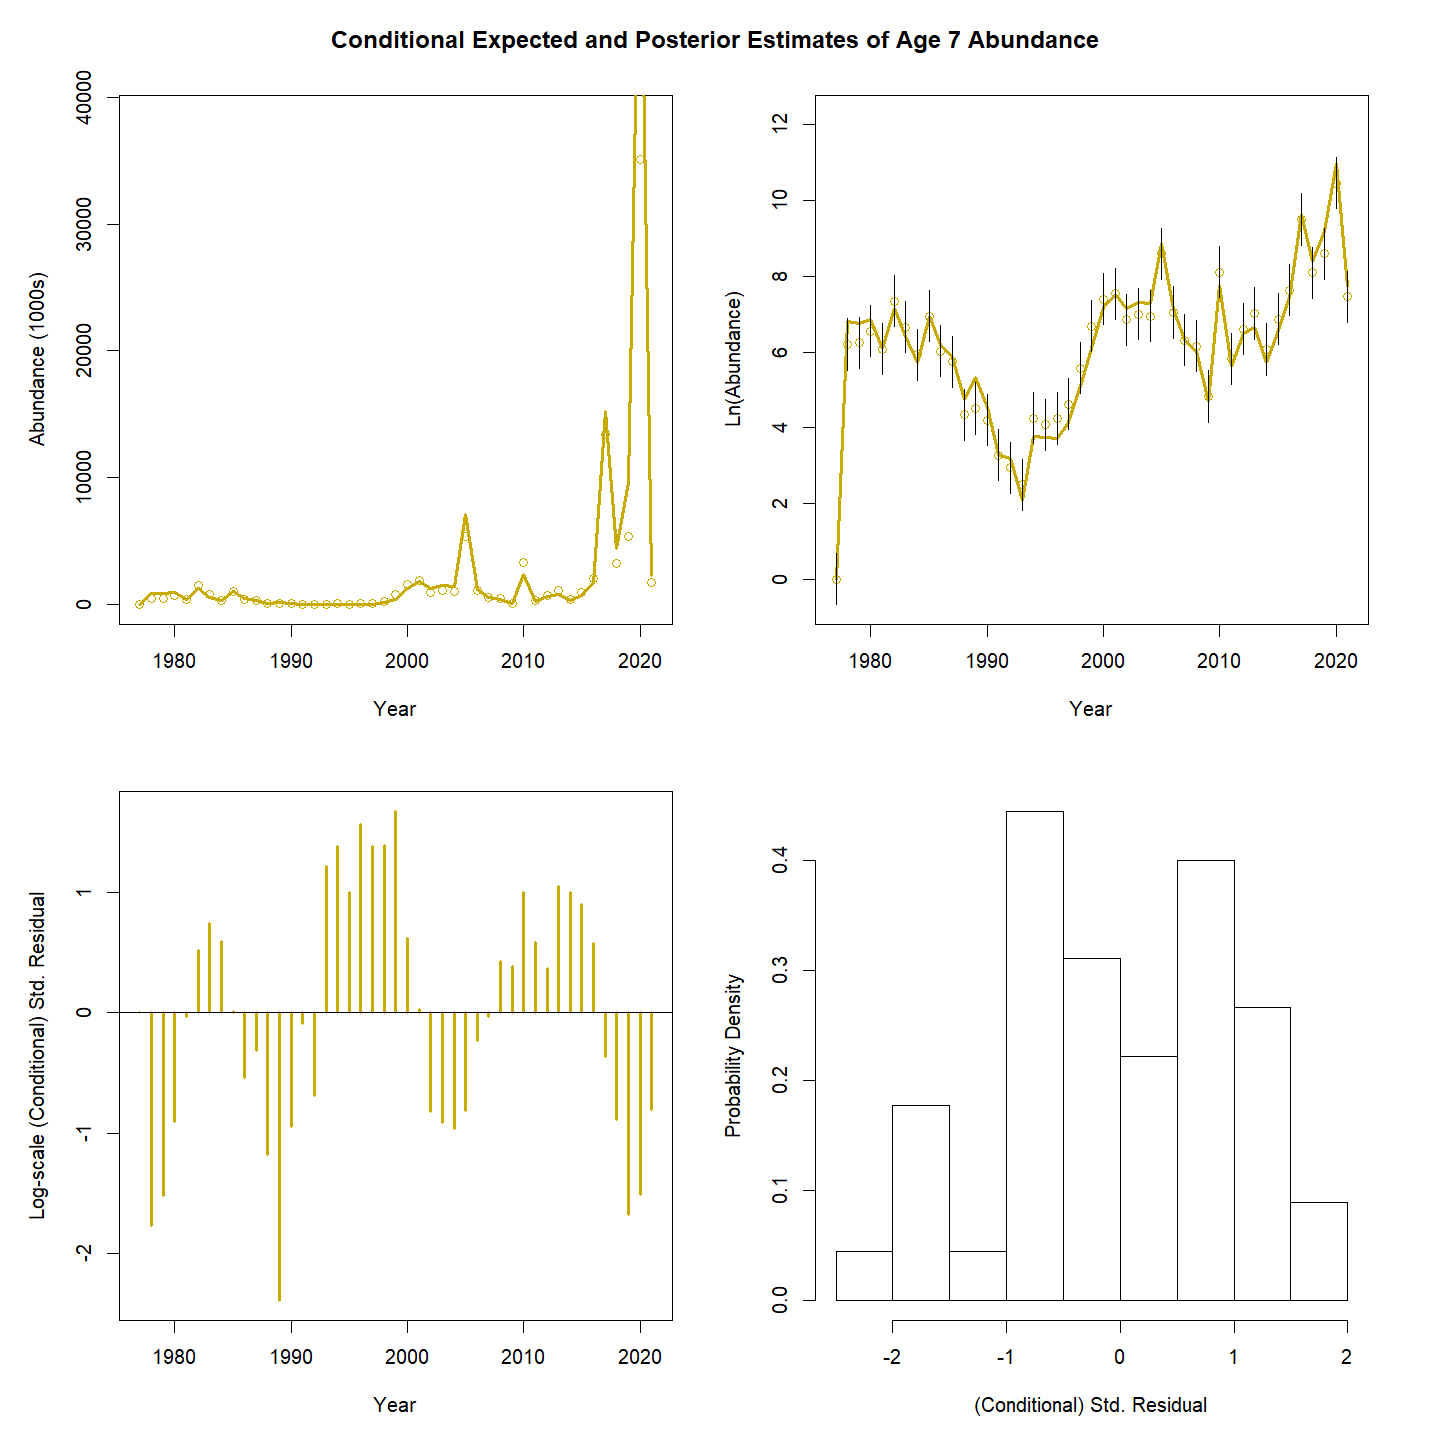 Conditional Expected and Posterior Estimates of Age 7 Abundance
Abundance (1000s)
40000
30000
20000
10000
0
1980 1990 2000 2010 2020
Year
Ln(Abundance)
12
10
8
6
4
2
0
1980 1990 2000 2010 2020
Year
Log-scale (Conditional) Std. Residual
1
0
-1
-2
1980 1990 2000 2010 2020
Year
Probability Density
0.4
0.3
0.2
0.1
0.0
-2 -1 0 1 2
(Conditional) Std. Residual